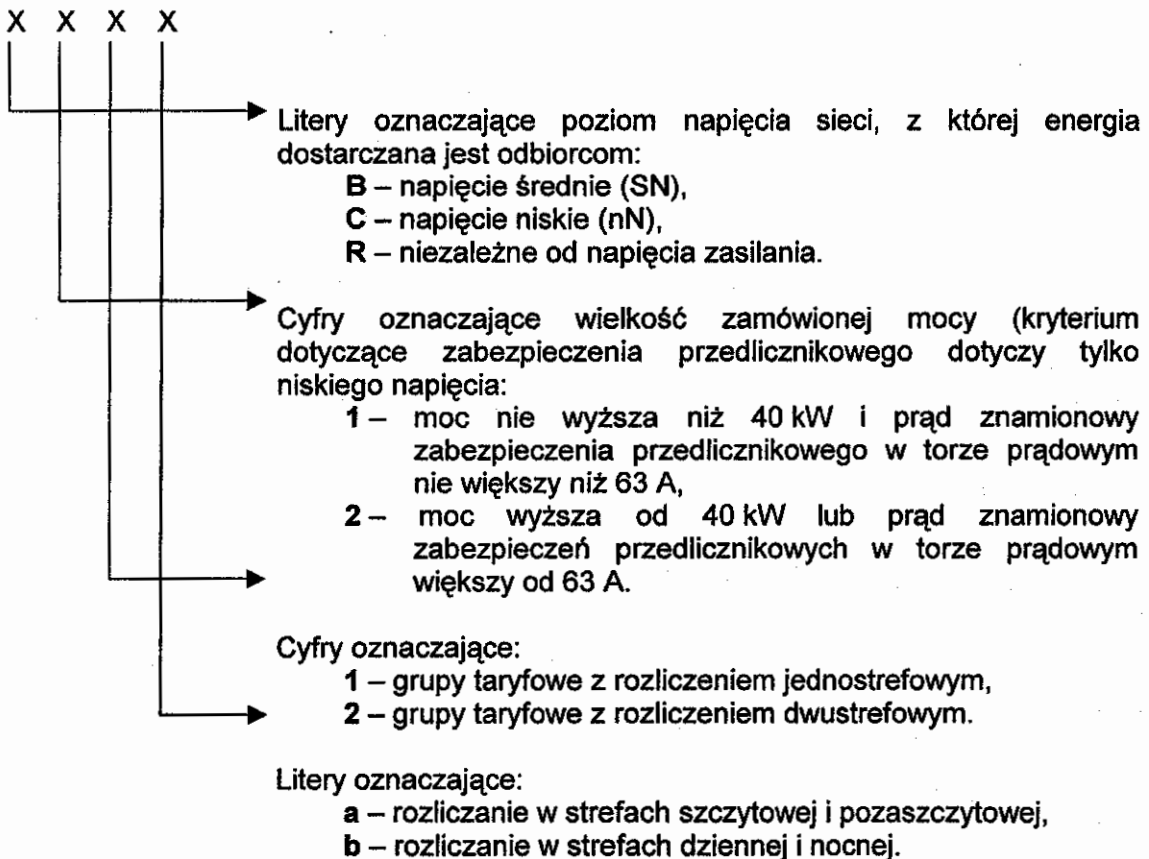 X X X X
Litery oznaczające poziom napięcia sieci, z której energia
dostarczana jest odbiorcom:
B – napięcie średnie (SN),
C – napięcie niskie (nN),
R – niezależne od napięcia zasilania.
Cyfry oznaczające wielkość zamówionej mocy (kryterium
dotyczące zabezpieczenia przedlicznikowego dotyczy tylko
niskiego napięcia:
1 – moc nie wyższa niż 40 kW i prąd znamionowy
zabezpieczenia przedlicznikowego w torze prądowym
nie większy niż 63 A,
2 – moc wyższa od 40 kW lub prąd znamionowy
zabezpieczeń przedlicznikowych w torze prądowym
większy od 63 A.
Cyfry oznaczające:
1 – grupy taryfowe z rozliczeniem jednostrefowym,
2 – grupy taryfowe z rozliczeniem dwustrefowym.
Litery oznaczające:
a – rozliczanie w strefach szczytowej i pozaszczytowej,
b – rozliczanie w strefach dziennej i nocnej.